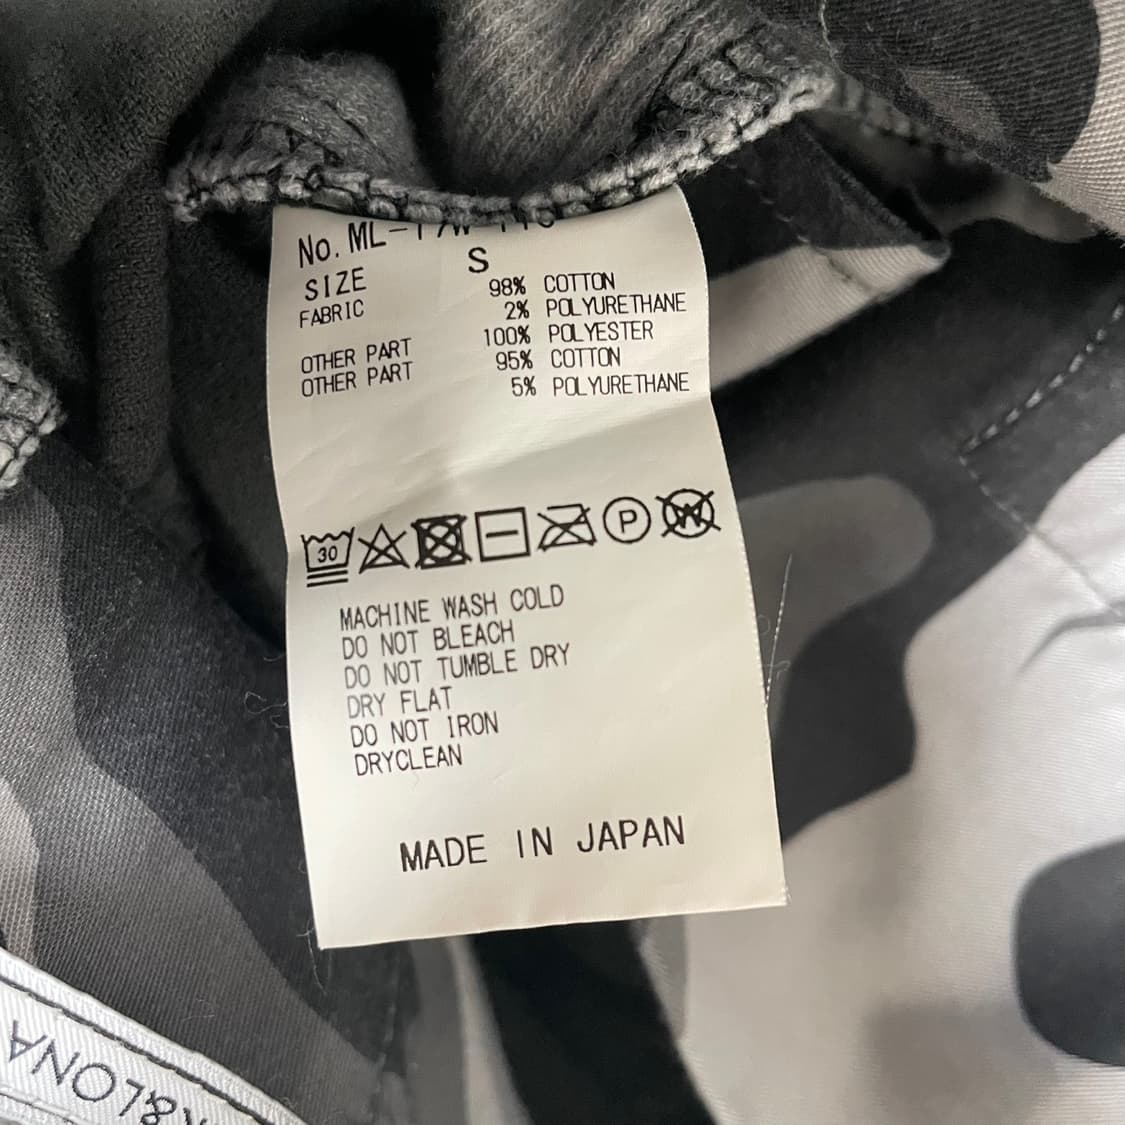 No. ML-17W-
SIZE S
FABRIC 98% COTTON
2% POLYURETHANE
OTHER PART 100% POLYESTER
OTHER PART 95% COTTON
5% POLYURETHANE
30
P
W
MACHINE WASH COLD
DO NOT BLEACH
DO NOT TUMBLE DRY
DRY FLAT
DO NOT IRON
DRYCLEAN
MADE IN JAPAN
&LONA